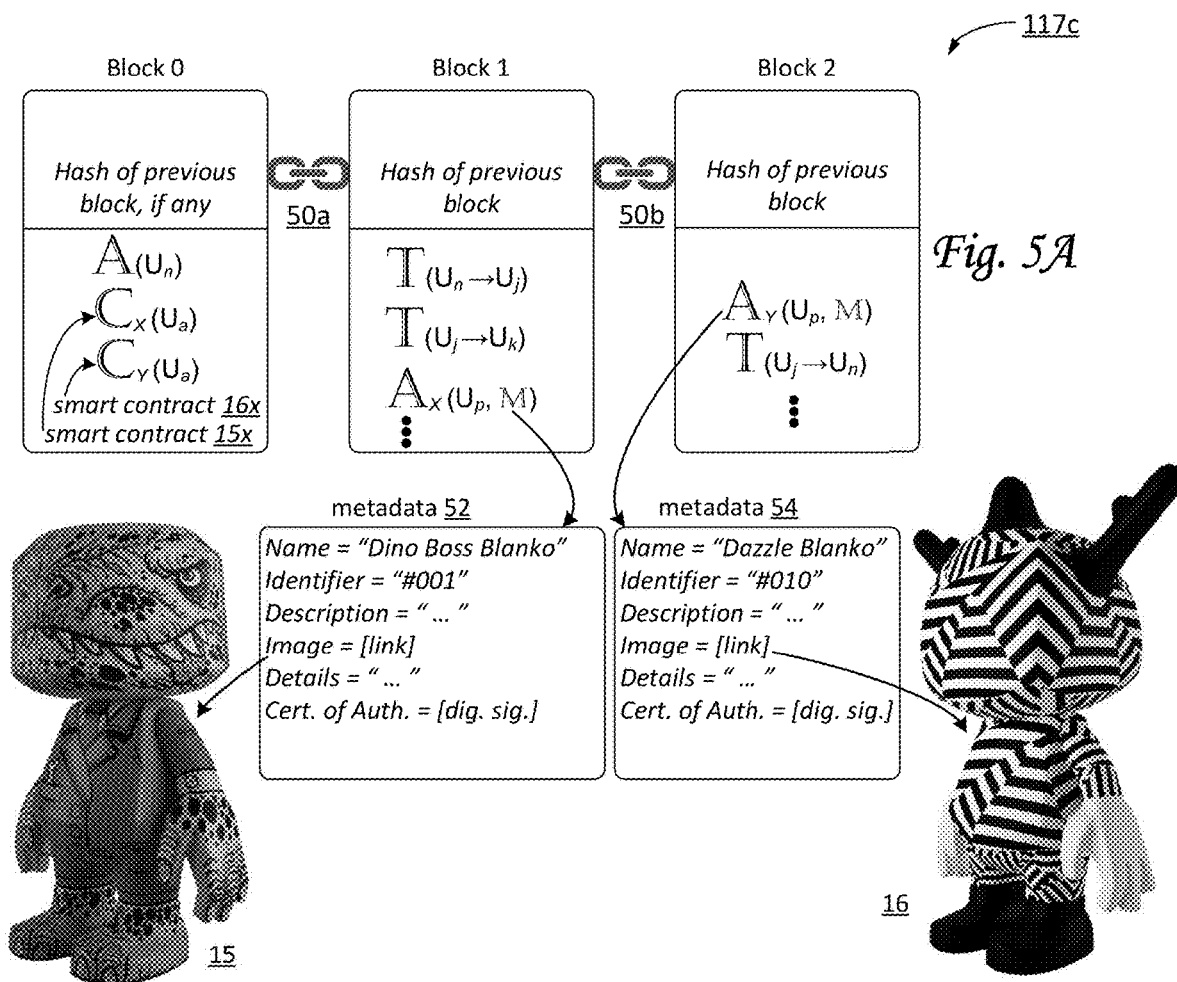 117c
Block 0
Block 1
Block 2
Hash of previous
block, if any
50a
Hash of previous
block
50b
Hash of previous
block
Fig. 5A
A(Un)
CX(Ua)
CY(Ua)
smart contract 16x
smart contract 15x
T(Un→Uj)
T(Uj→Uk)
AX(Up, M)
AY(Up, M)
T(Uj→Un)
metadata 52
Name = “Dino Boss Blanko”
Identifier = “#001”
Description = “ ... ”
Image = [link]
Details = “ ... ”
Cert. of Auth. = [dig. sig.]
metadata 54
Name = “Dazzle Blanko”
Identifier = “#010”
Description = “ ... ”
Image = [link]
Details = “ ... ”
Cert. of Auth. = [dig. sig.]
15
16